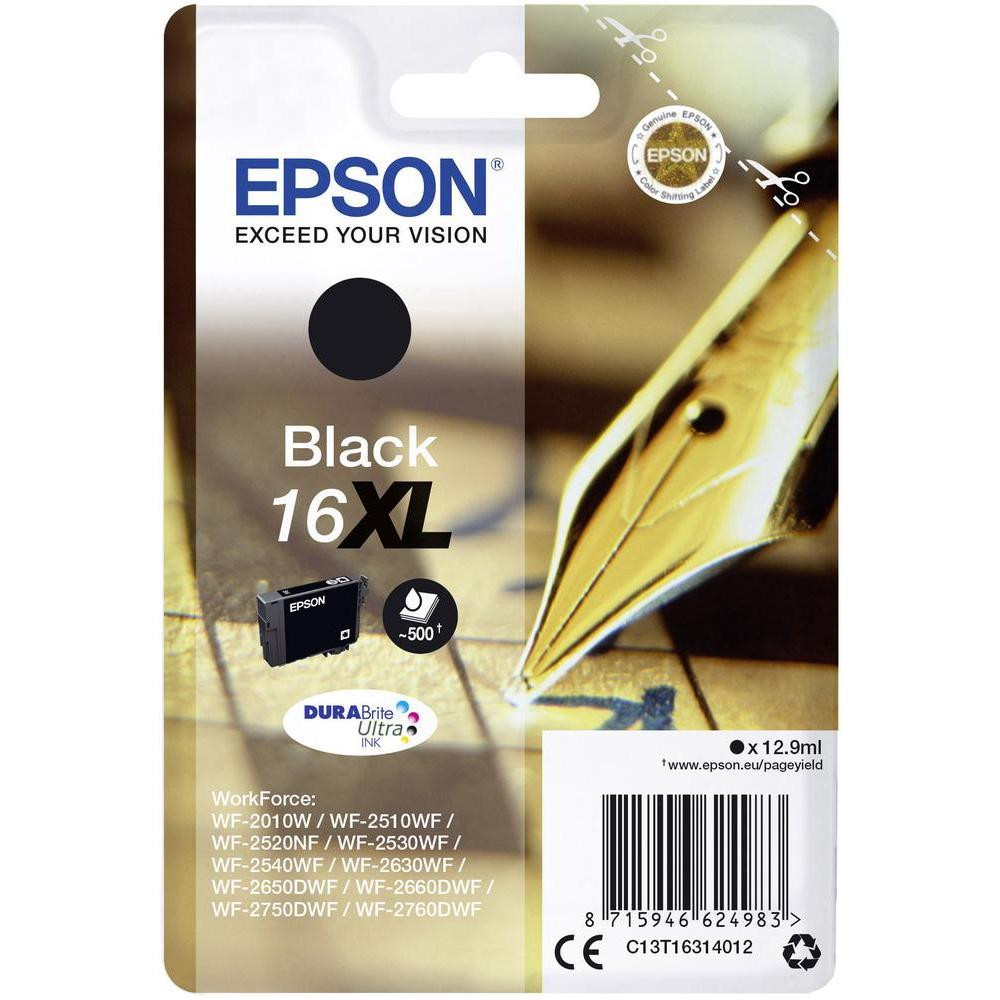 Genuine EPSON
EPSON
Color Shifting Label
EPSON®
EXCEED YOUR VISION
Black
16XL
EPSON
~500†
DURABrite
Ultra
INK
x 12.9ml
†www.epson.eu/pageyield
WorkForce:
WF-2010W / WF-2510WF /
WF-2520NF / WF-2530WF /
WF-2540WF / WF-2630WF /
WF-2650DWF / WF-2660DWF /
WF-2750DWF / WF-2760DWF
8 715946 624983 >
CE C13T16314012